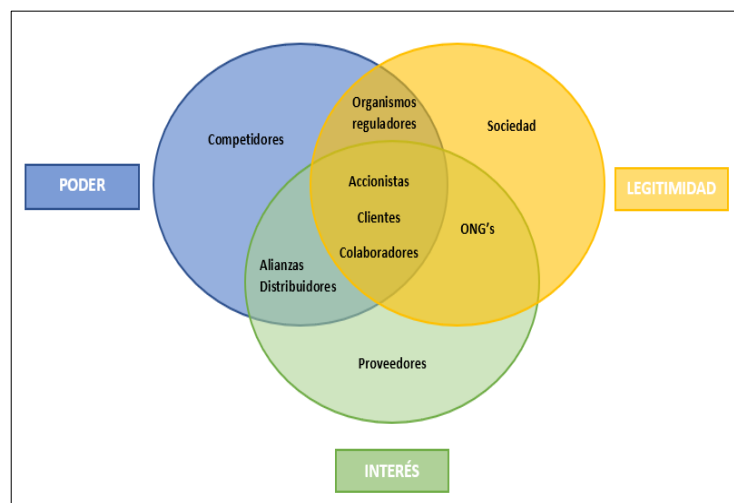 Organismos
reguladores
Competidores
Sociedad
PODER
Accionistas
LEGITIMIDAD
Clientes
ONG's
Colaboradores
Alianzas
Distribuidores
Proveedores
INTERÉS